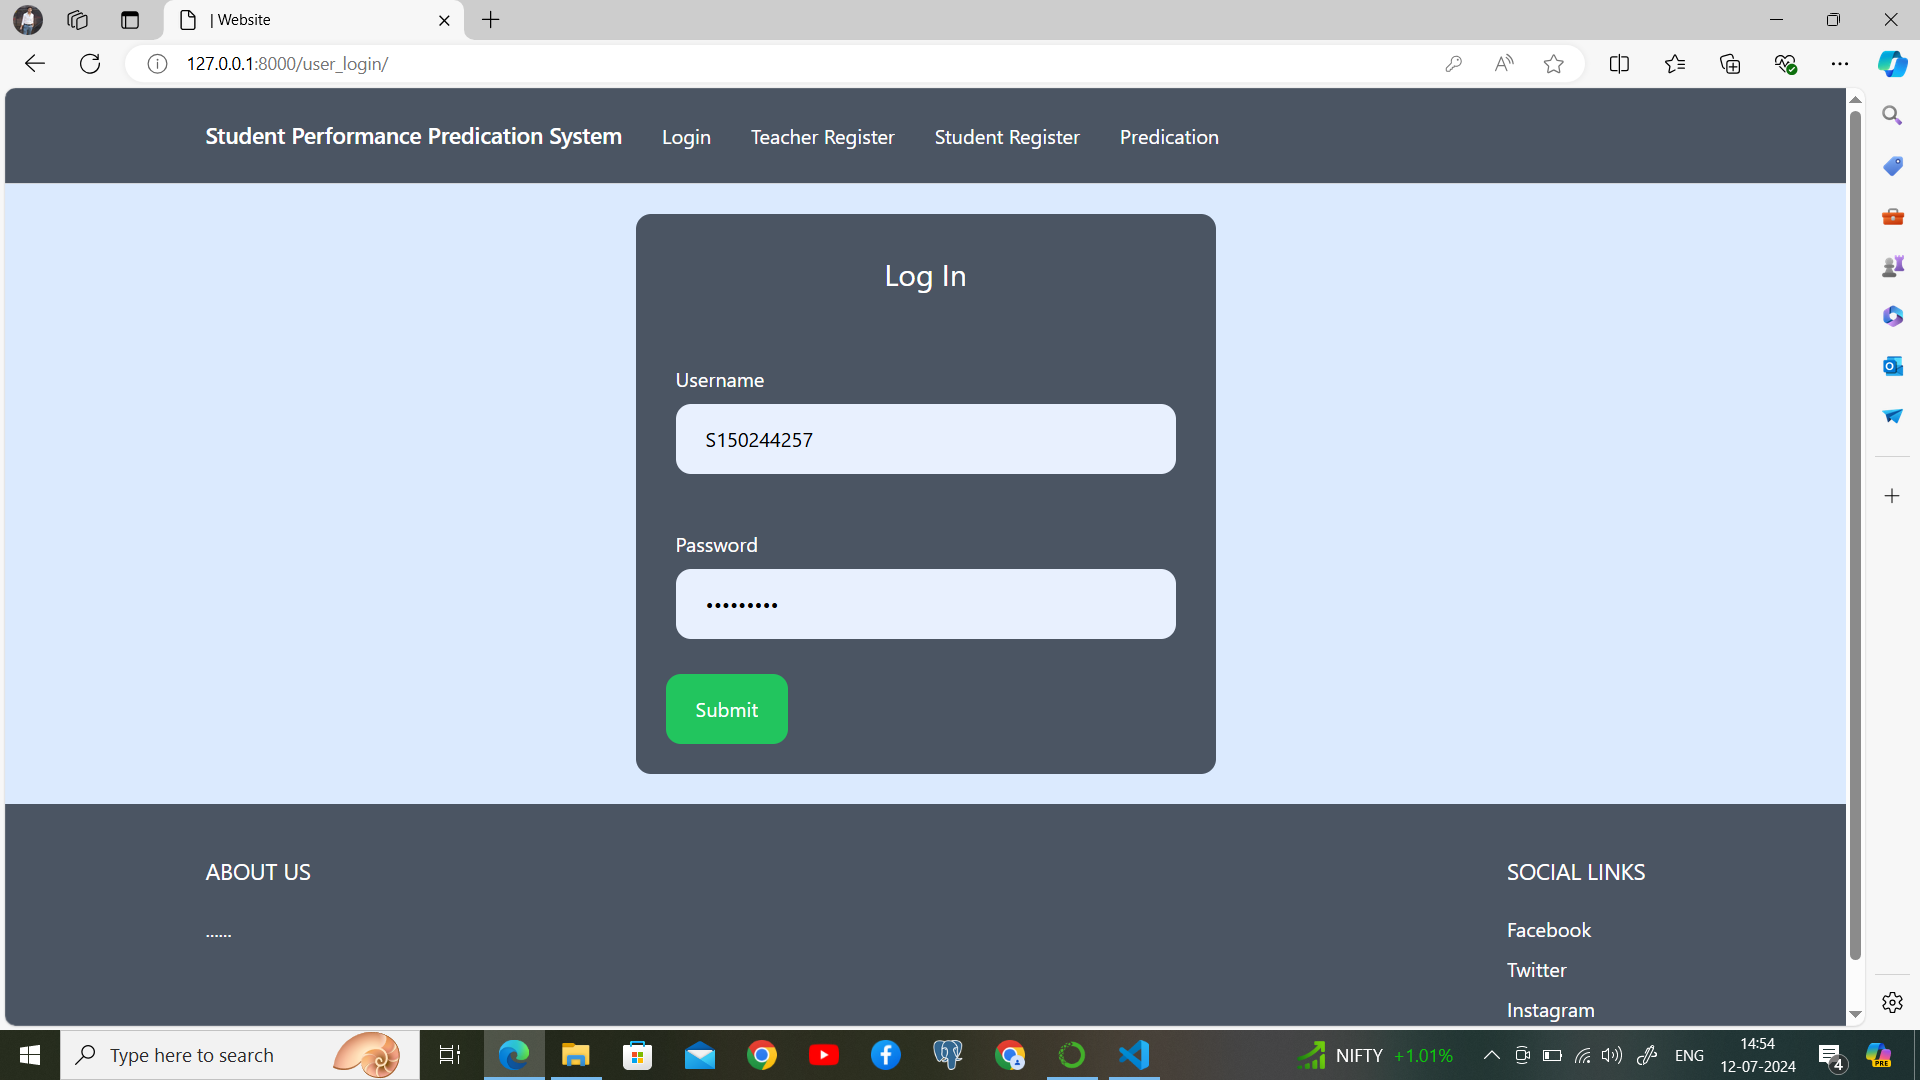 | Website
127.0.0.1:8000/user_login/
Student Performance Predication System Login Teacher Register Student Register Predication
Log In
Username
S150244257
Password
•••••••••
Submit
ABOUT US
......
SOCIAL LINKS
Facebook
Twitter
Instagram
Type here to search
NIFTY +1.01%
ENG
14:54
12-07-2024
4
PRE